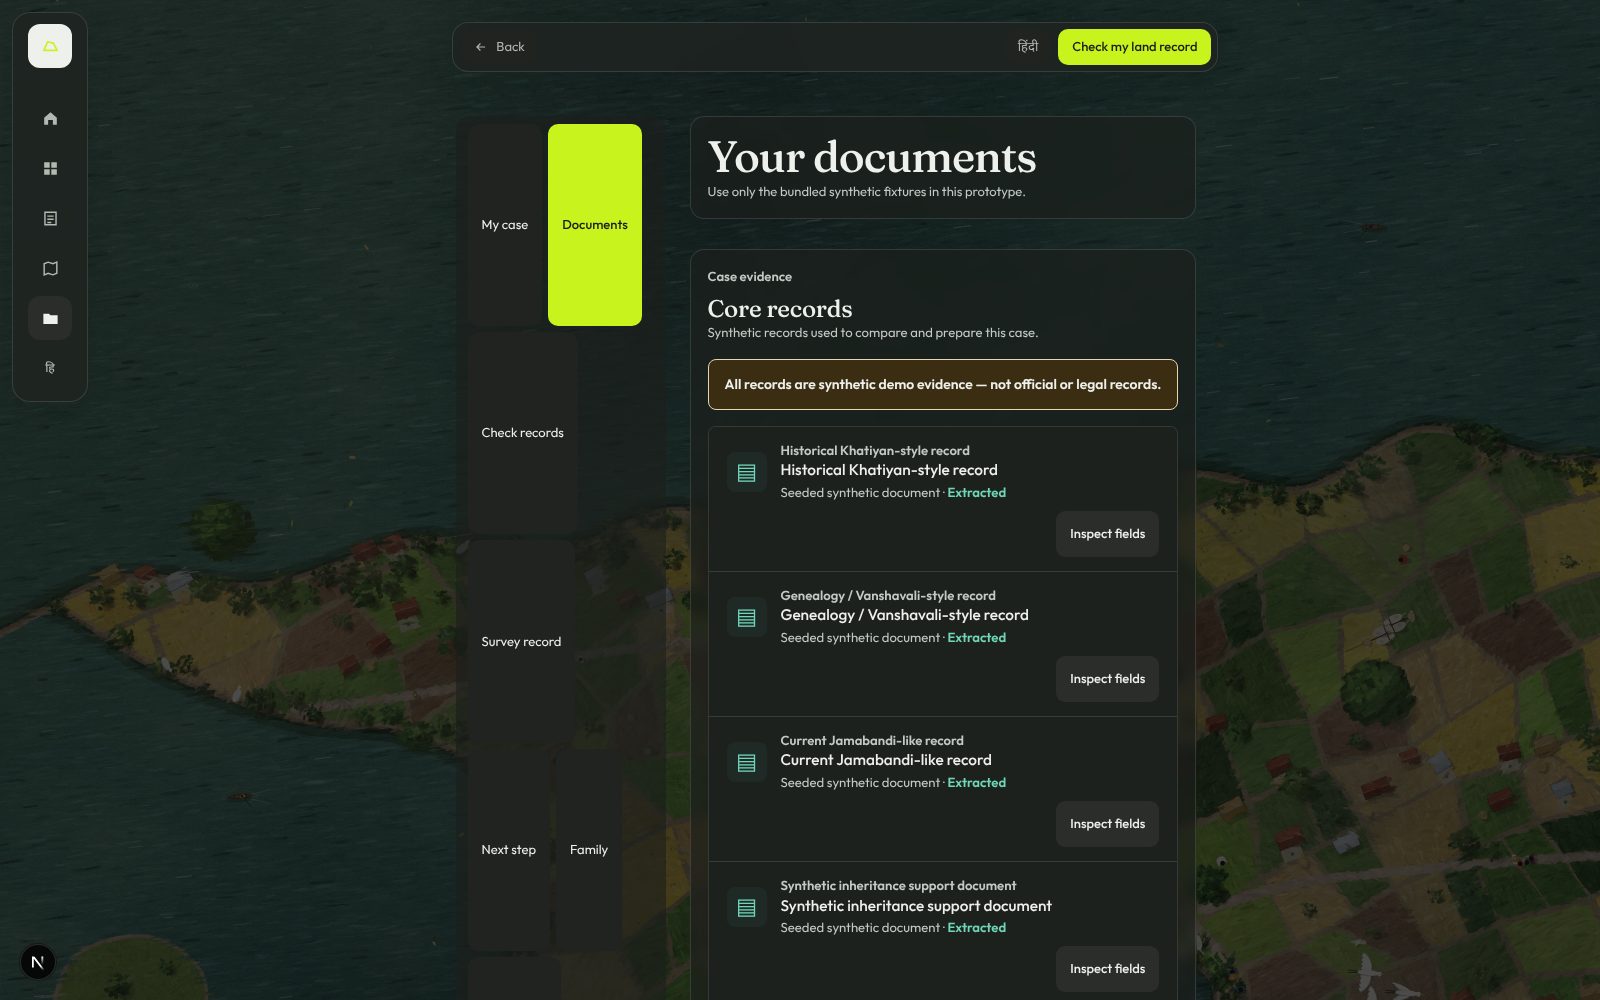 Back
हिंदी
Check my land record
हि
N
My case
Documents
Check records
Survey record
Next step
Family
Your documents
Use only the bundled synthetic fixtures in this prototype.
Case evidence
Core records
Synthetic records used to compare and prepare this case.
All records are synthetic demo evidence — not official or legal records.
Historical Khatiyan-style record
Historical Khatiyan-style record
Seeded synthetic document · Extracted
Inspect fields
Genealogy / Vanshavali-style record
Genealogy / Vanshavali-style record
Seeded synthetic document · Extracted
Inspect fields
Current Jamabandi-like record
Current Jamabandi-like record
Seeded synthetic document · Extracted
Inspect fields
Synthetic inheritance support document
Synthetic inheritance support document
Seeded synthetic document · Extracted
Inspect fields